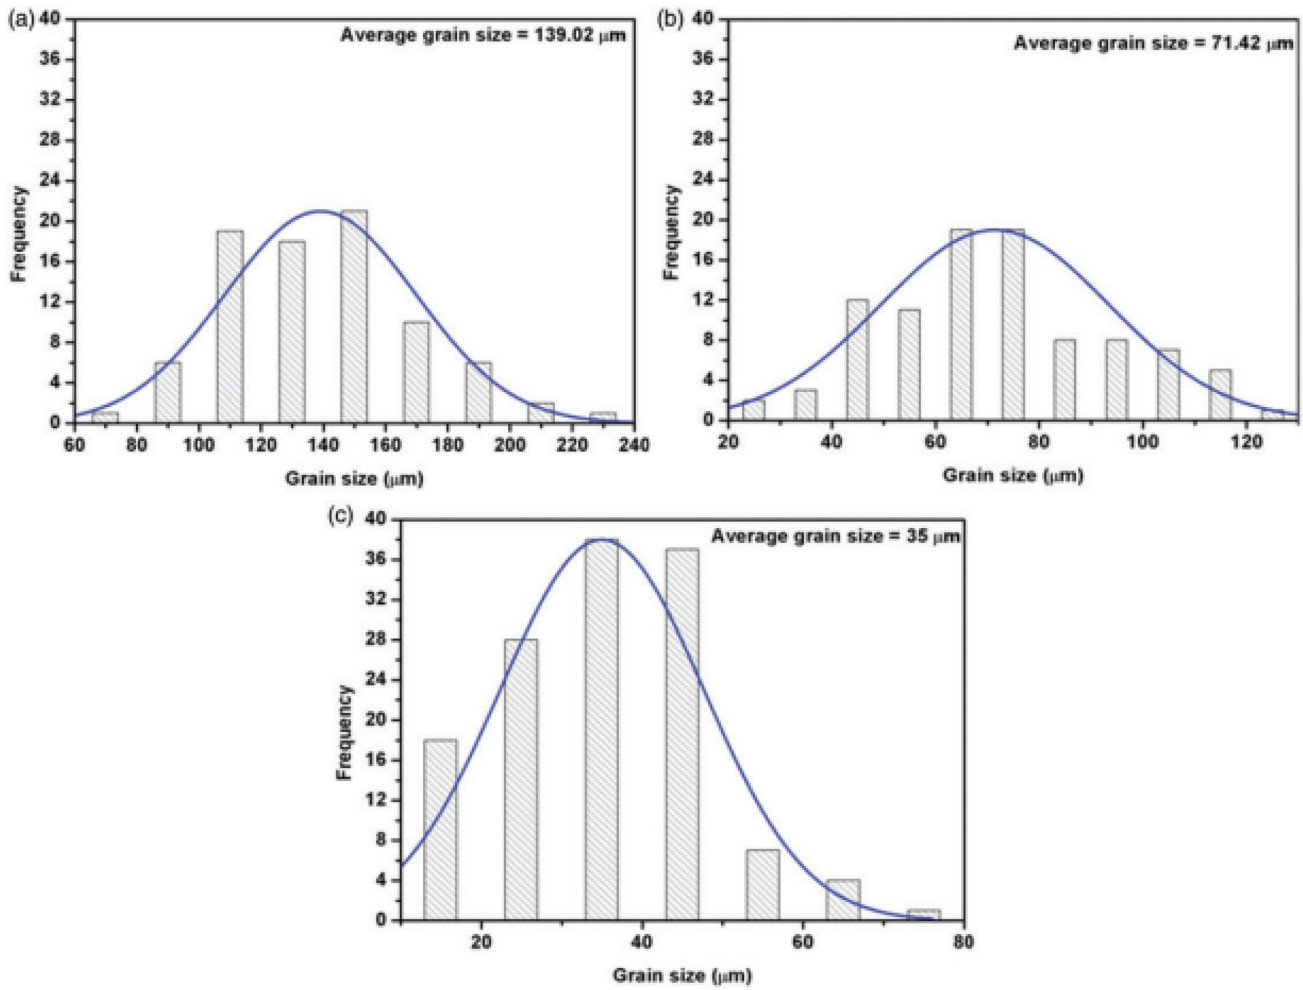 (a)
Average grain size = 139.02 μm
40
36
32
28
24
20
16
12
8
4
0
Frequency
60 80 100 120 140 160 180 200 220 240
Grain size (μm)
(b)
Average grain size = 71.42 μm
40
36
32
28
24
20
16
12
8
4
0
Frequency
20 40 60 80 100 120
Grain size (μm)
(c)
Average grain size = 35 μm
40
36
32
28
24
20
16
12
8
4
0
Frequency
20 40 60 80
Grain size (μm)